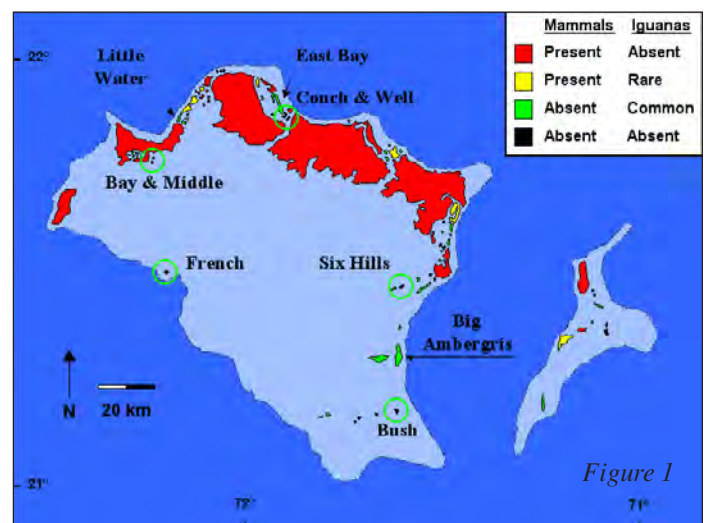 Mammals Iguanas
Present Absent
Present Rare
Absent Common
Absent Absent
22°
Little
Water
East Bay
Conch & Well
Bay & Middle
French
Six Hills
Big
Ambergris
N
20 km
Bush
Figure 1
21°
72°
71°